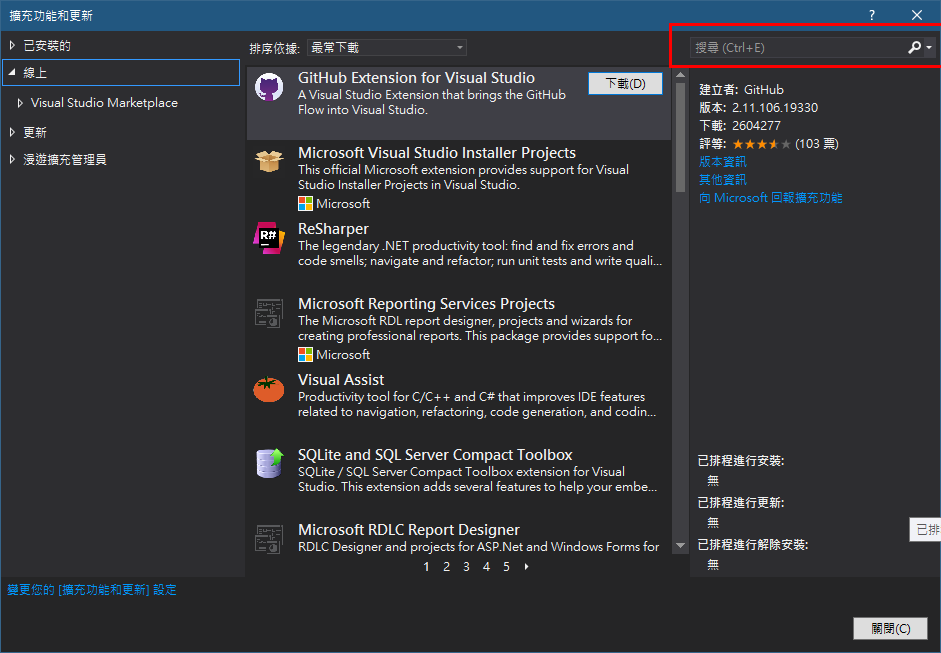 擴充功能和更新
?
已安裝的
線上
Visual Studio Marketplace
更新
漫遊擴充管理員
排序依據: 最常下載
GitHub Extension for Visual Studio
A Visual Studio Extension that brings the GitHub
Flow into Visual Studio.
下載(D)
Microsoft Visual Studio Installer Projects
This official Microsoft extension provides support for Visual
Studio Installer Projects in Visual Studio.
Microsoft
R#
ReSharper
The legendary .NET productivity tool: find and fix errors and
code smells; navigate and refactor; run unit tests and write quali...
Microsoft Reporting Services Projects
The Microsoft RDL report designer, projects and wizards for
creating professional reports. This package provides support fo...
Microsoft
Visual Assist
Productivity tool for C/C++ and C# that improves IDE features
related to navigation, refactoring, code generation, and codin...
SQLite and SQL Server Compact Toolbox
SQLite / SQL Server Compact Toolbox extension for Visual
Studio. This extension adds several features to help your embe...
Microsoft RDLC Report Designer
RDLC Designer and projects for ASP.Net and Windows Forms for
1 2 3 4 5
搜尋 (Ctrl+E)
建立者: GitHub
版本: 2.11.106.19330
下載: 2604277
評等: (103 票)
版本資訊
其他資訊
向 Microsoft 回報擴充功能
已排程進行安裝:
無
已排程進行更新:
無
已排
已排程進行解除安裝:
無
變更您的 [擴充功能和更新] 設定
關閉(C)